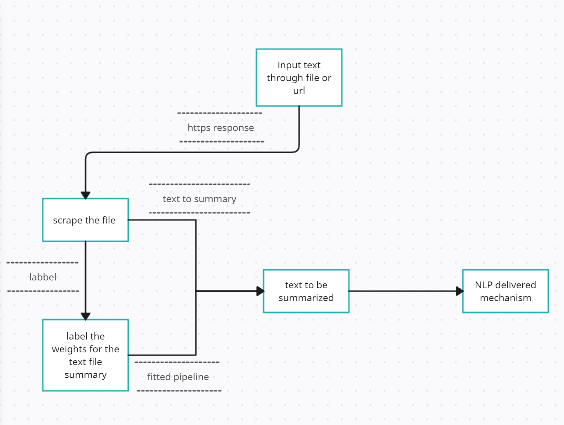 input text
through file or
url
https response
text to summary
scrape the file
labbel
text to be
summarized
NLP delivered
mechanism
label the
weights for the
text file
summary
fitted pipeline